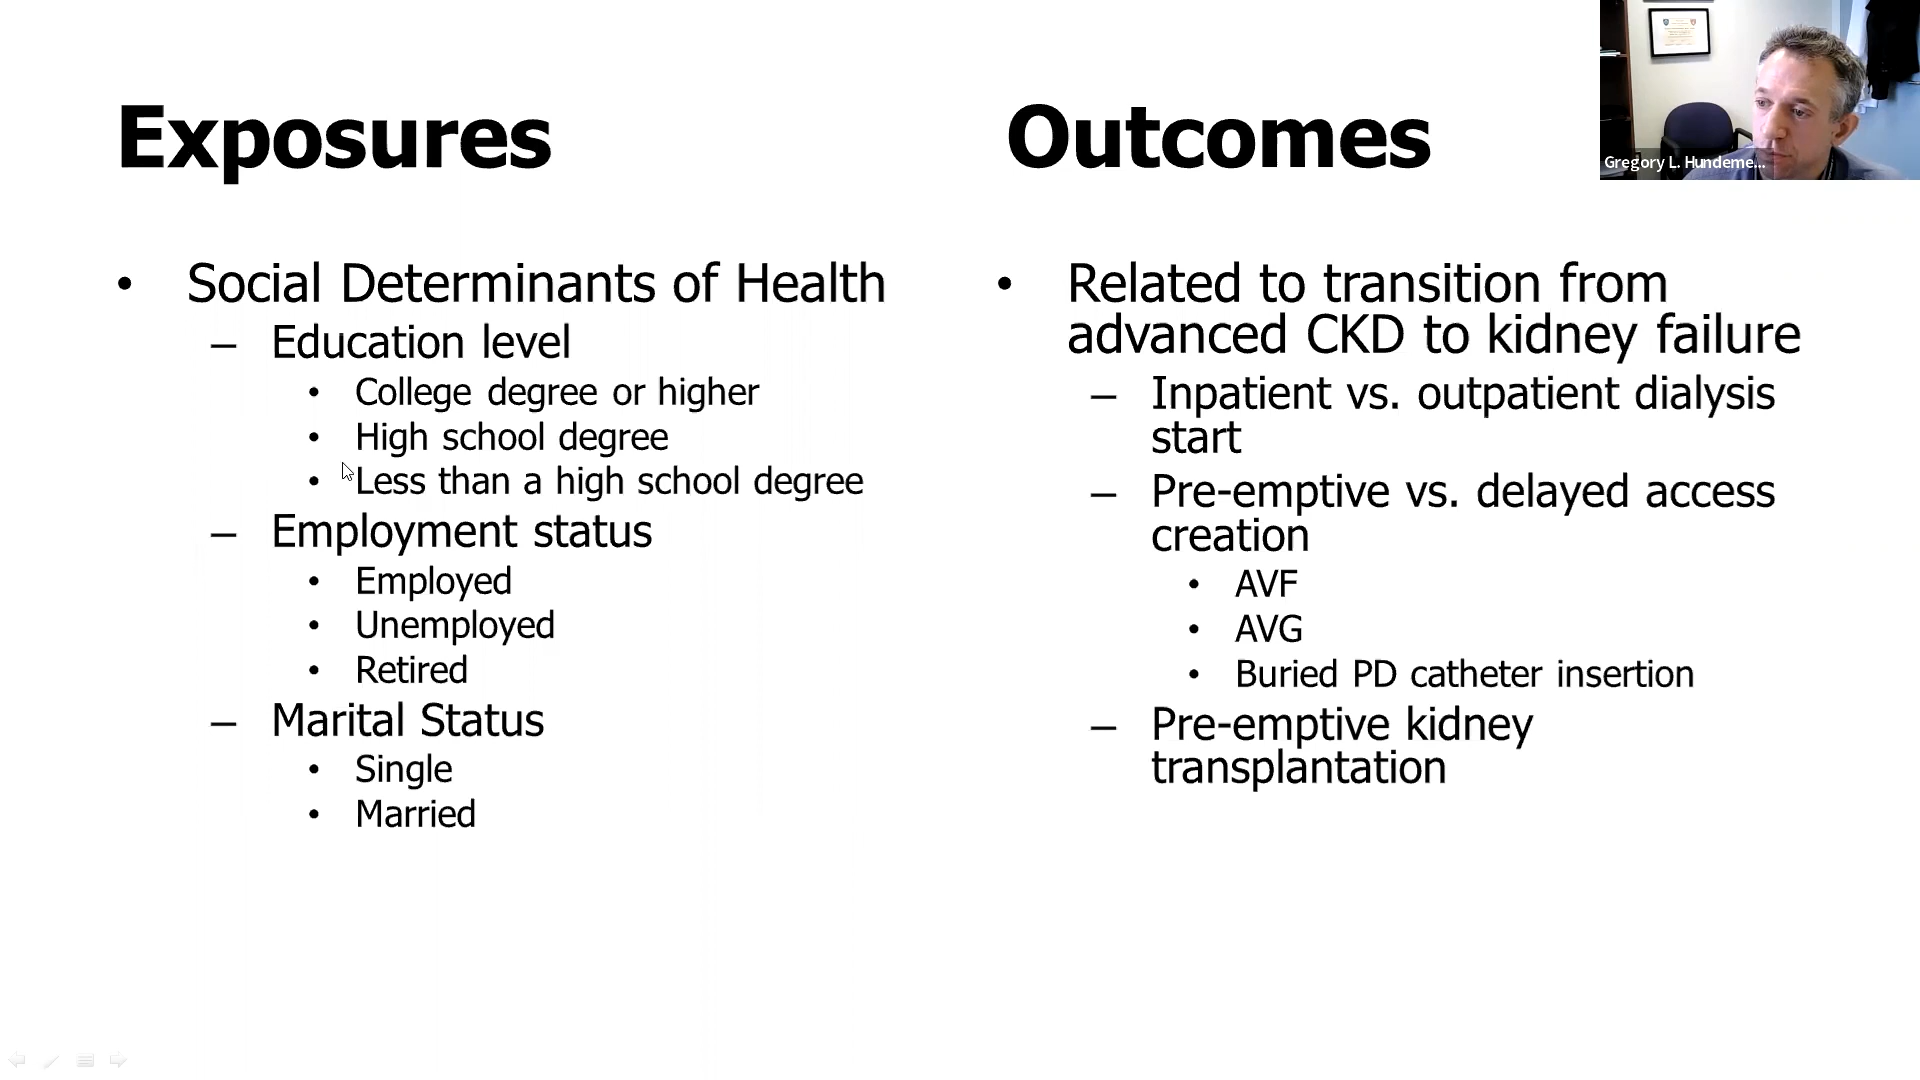 Exposures
• Social Determinants of Health
– Education level
• College degree or higher
• High school degree
• Less than a high school degree
– Employment status
• Employed
• Unemployed
• Retired
– Marital Status
• Single
• Married
Outcomes
• Related to transition from
advanced CKD to kidney failure
– Inpatient vs. outpatient dialysis
start
– Pre-emptive vs. delayed access
creation
• AVF
• AVG
• Buried PD catheter insertion
– Pre-emptive kidney
transplantation
Gregory L. Hundeme...